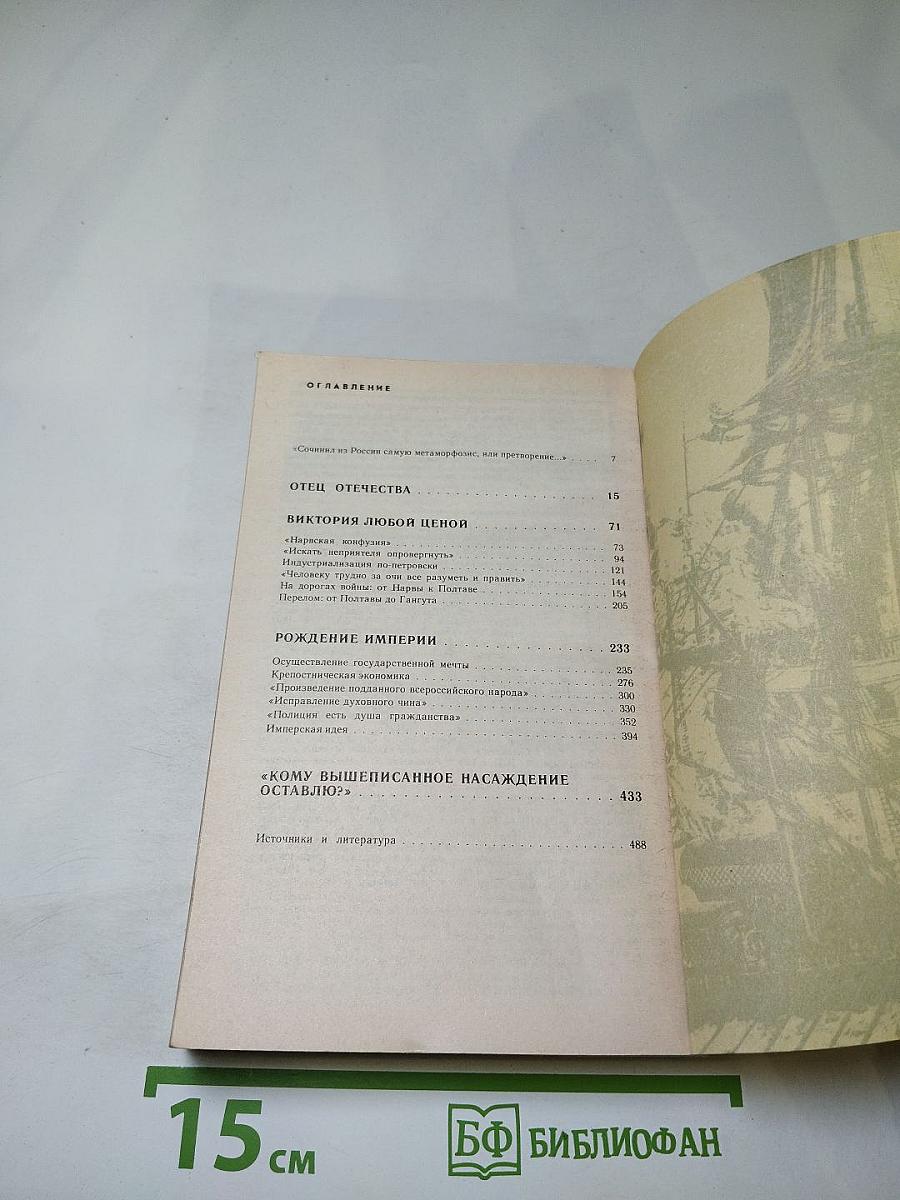 ОГЛАВЛЕНИЕ
«Сочинил из России самую метаморфозис, или претворение...» . . . . 7
ОТЕЦ ОТЕЧЕСТВА . . . . . . . . . . . . . . . . . . . . 15
ВИКТОРИЯ ЛЮБОЙ ЦЕНОЙ . . . . . . . . . . . . . . 71
«Нарвская конфузия» . . . . . . . . . . . . . . . . . . . . 73
«Искать неприятеля опровергнуть» . . . . . . . . . . . . . . 94
Индустриализация по-петровски . . . . . . . . . . . . . . . 121
«Человеку трудно за очи все разуметь и править» . . . . . . . . 144
На дорогах войны: от Нарвы к Полтаве . . . . . . . . . . . . 154
Перелом: от Полтавы до Гангута . . . . . . . . . . . . . . . 205
РОЖДЕНИЕ ИМПЕРИИ . . . . . . . . . . . . . . . . . . 233
Осуществление государственной мечты . . . . . . . . . . . . . 235
Крепостническая экономика . . . . . . . . . . . . . . . . . 276
«Произведение подданного всероссийского народа» . . . . . . . . 300
«Исправление духовного чина» . . . . . . . . . . . . . . . . 330
«Полиция есть душа гражданства» . . . . . . . . . . . . . . 352
Имперская идея . . . . . . . . . . . . . . . . . . . . . . 394
«КОМУ ВЫШЕПИСАННОЕ НАСАЖДЕНИЕ
ОСТАВЛЮ?» . . . . . . . . . . . . . . . . . . . . . . . 433
Источники и литература . . . . . . . . . . . . . . . . . . 488
15 см
БФ БИБЛИОФАН